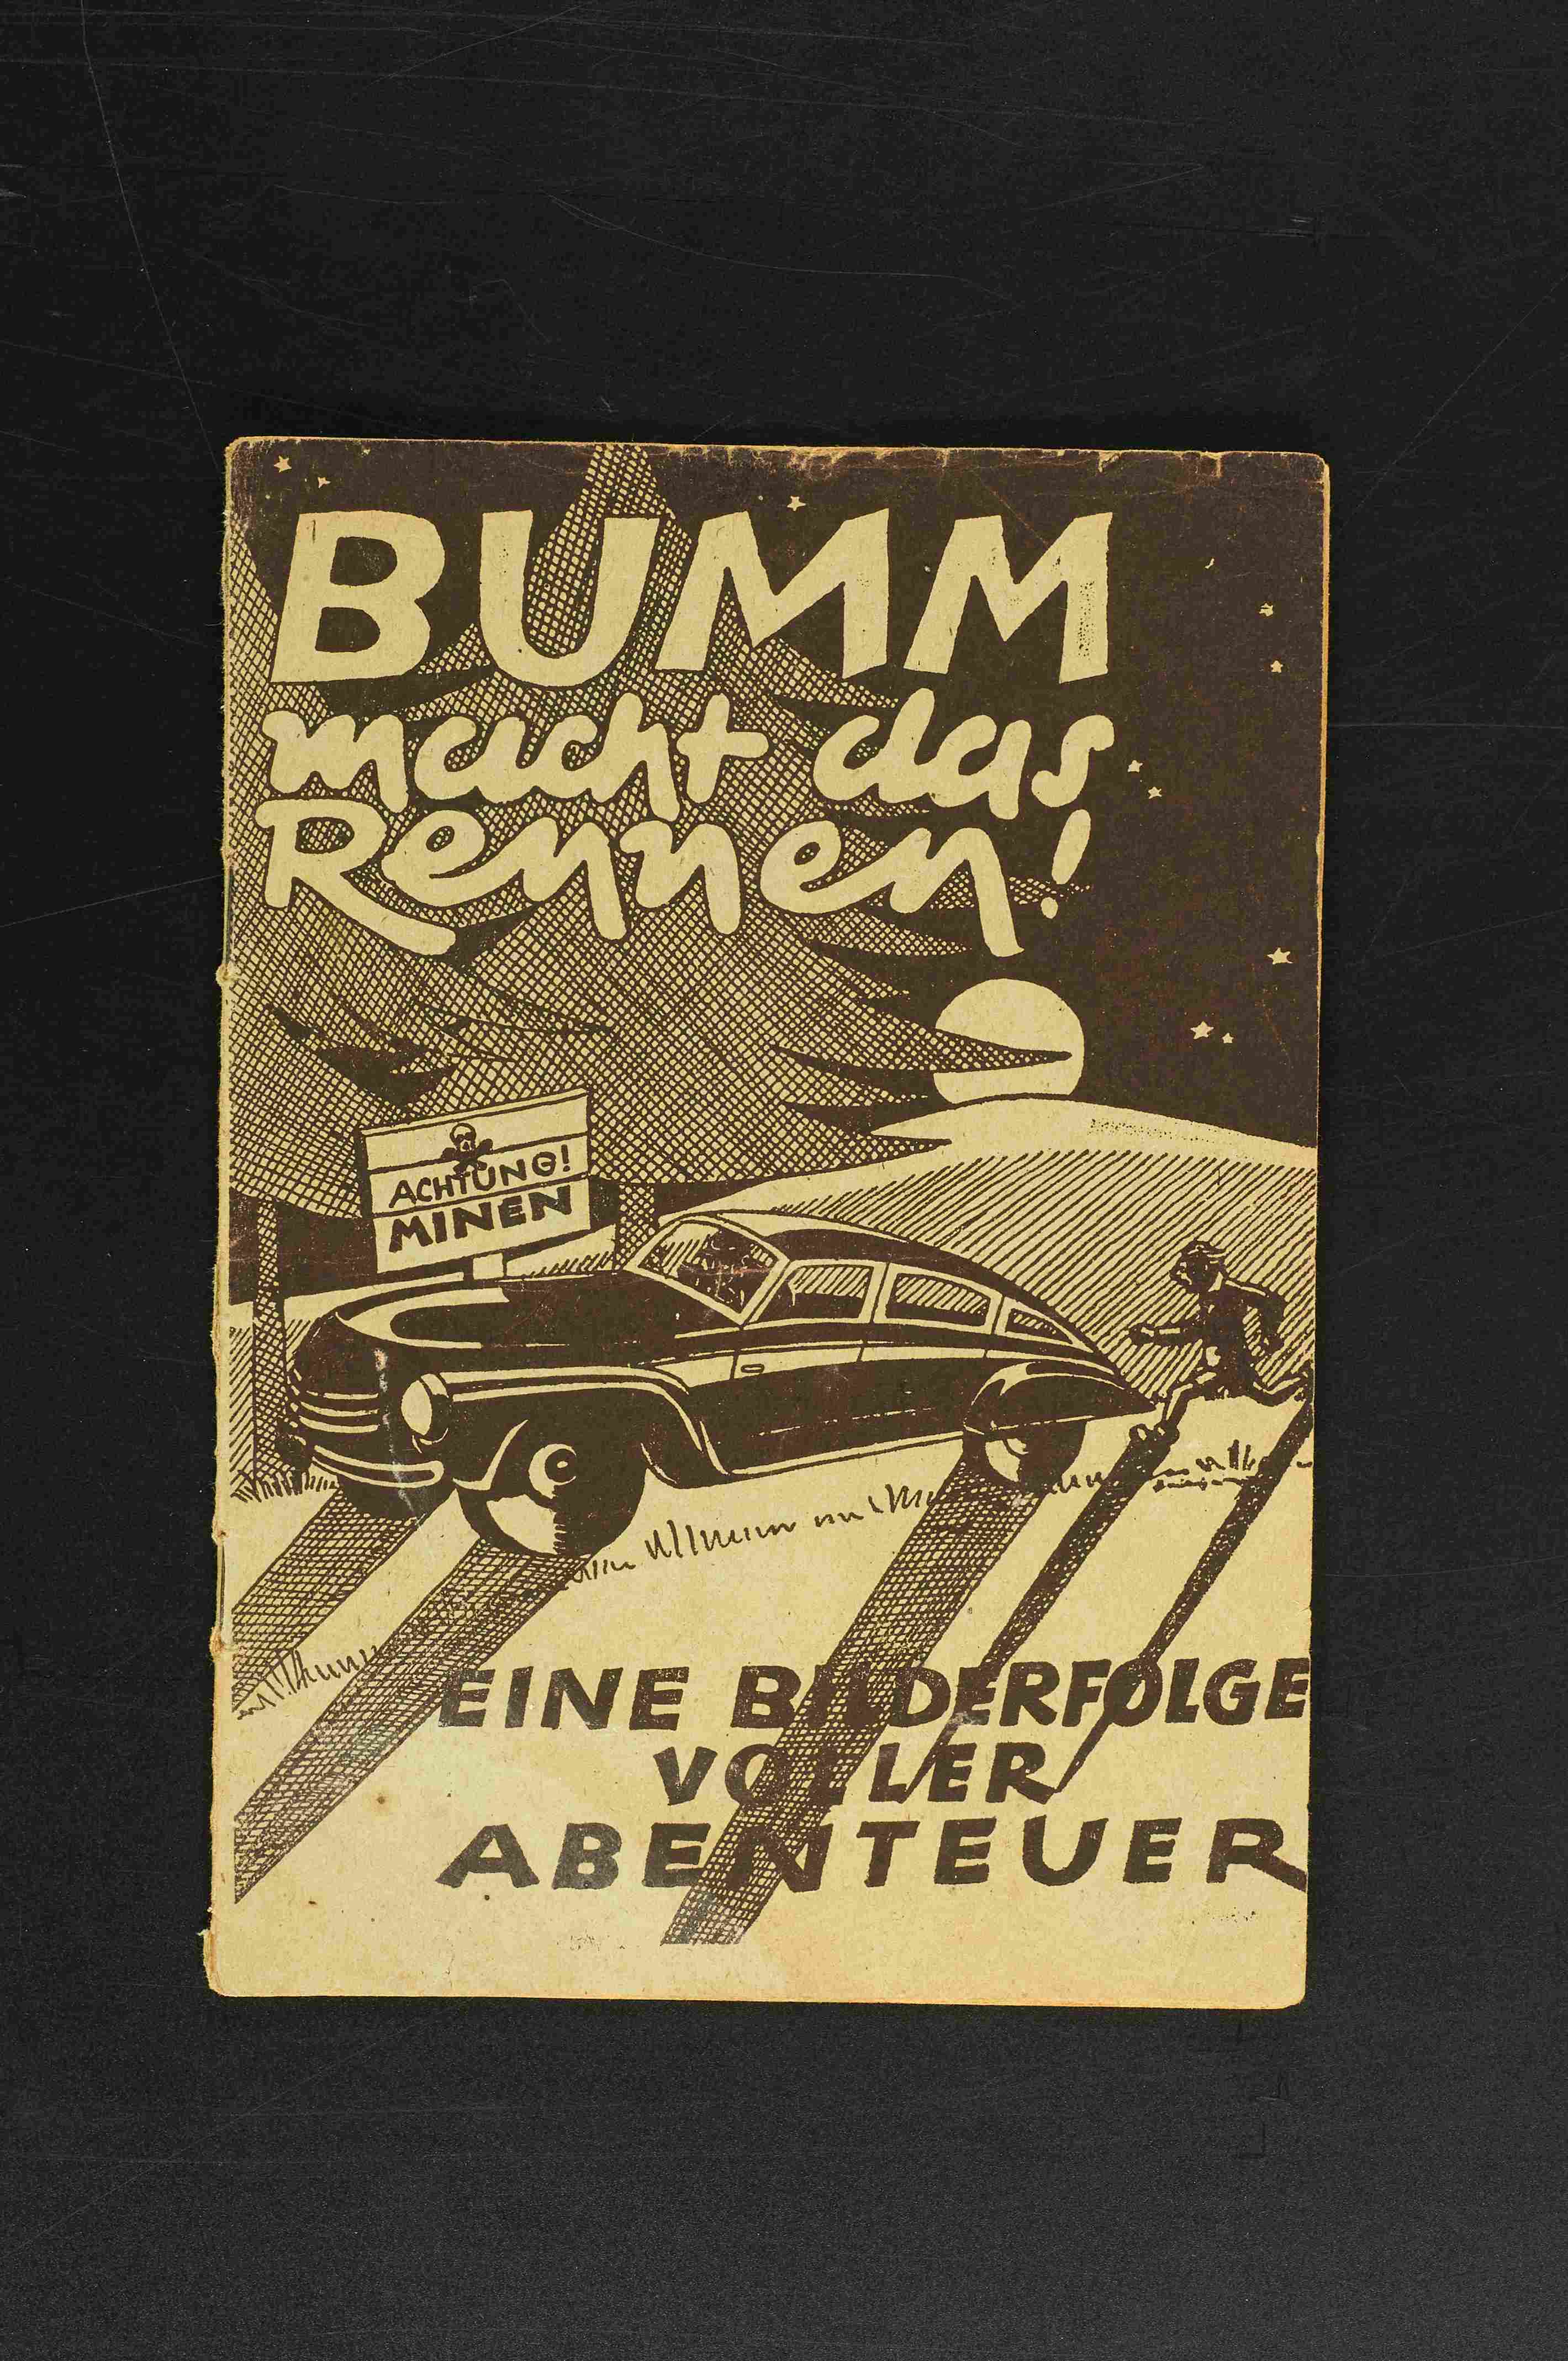 BUMM
macht das
Rennen!
ACHTUNG!
MINEN
EINE BILDERFOLGE
VOLLER
ABENTEUER